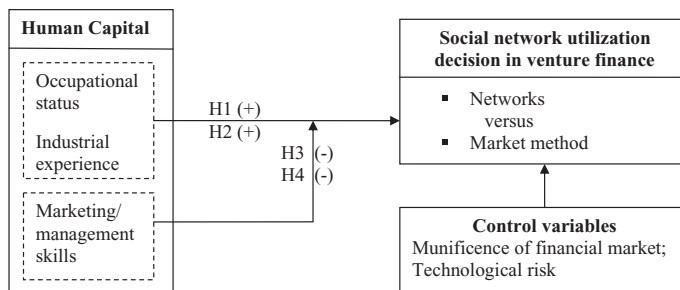 Human Capital
Occupational
status
Industrial
experience
Marketing/
management
skills
H1 (+)
H2 (+)
H3 (-)
H4 (-)
Social network utilization
decision in venture finance
▪ Networks
versus
▪ Market method
Control variables
Munificence of financial market;
Technological risk